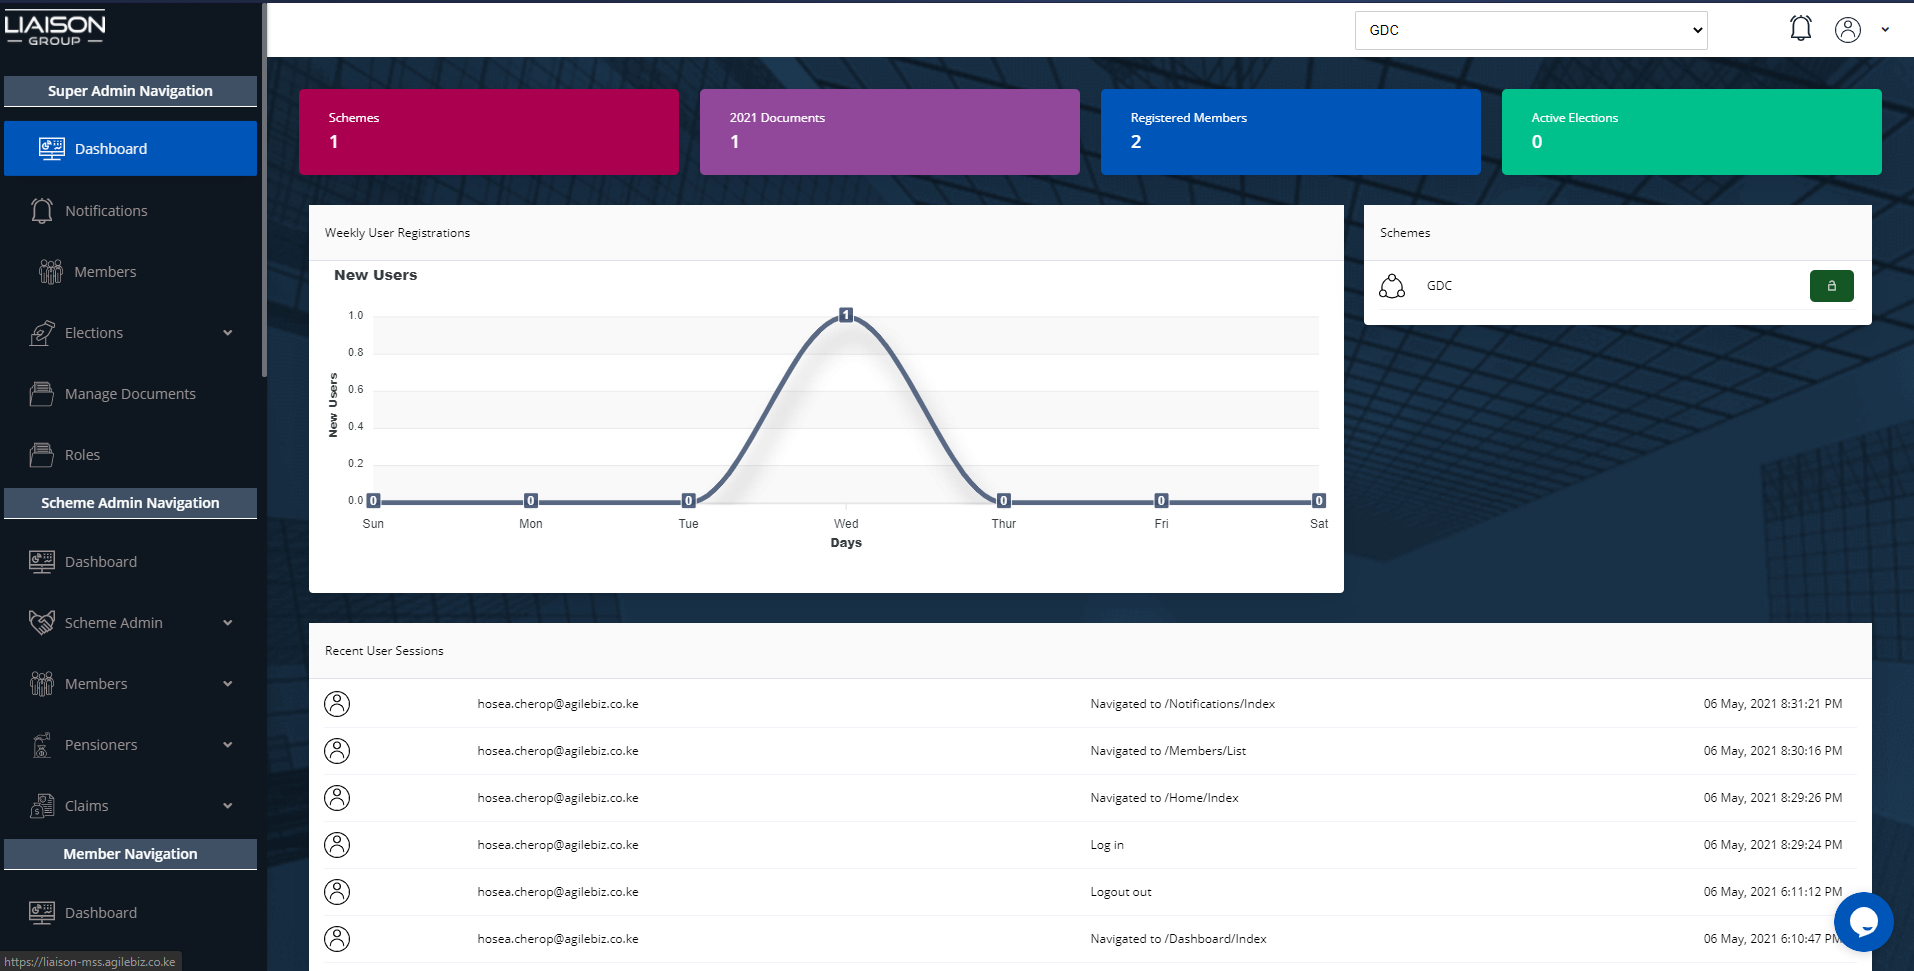 LIAISON
GROUP
GDC
Super Admin Navigation
Dashboard
Notifications
Members
Elections
Manage Documents
Roles
Scheme Admin Navigation
Dashboard
Scheme Admin
Members
Pensioners
Claims
Member Navigation
Dashboard
https://liaison-mss.agilebiz.co.ke
Schemes
1
2021 Documents
1
Registered Members
2
Active Elections
0
Weekly User Registrations
New Users
1.0
0.8
0.6
0.4
0.2
0.0
New Users
0 0 0 1 0 0 0
Sun Mon Tue Wed Thur Fri Sat
Days
Schemes
GDC
Recent User Sessions
hosea.cherop@agilebiz.co.ke Navigated to /Notifications/Index 06 May, 2021 8:31:21 PM
hosea.cherop@agilebiz.co.ke Navigated to /Members/List 06 May, 2021 8:30:16 PM
hosea.cherop@agilebiz.co.ke Navigated to /Home/Index 06 May, 2021 8:29:26 PM
hosea.cherop@agilebiz.co.ke Log in 06 May, 2021 8:29:24 PM
hosea.cherop@agilebiz.co.ke Logout out 06 May, 2021 6:11:12 PM
hosea.cherop@agilebiz.co.ke Navigated to /Dashboard/Index 06 May, 2021 6:10:47 PM